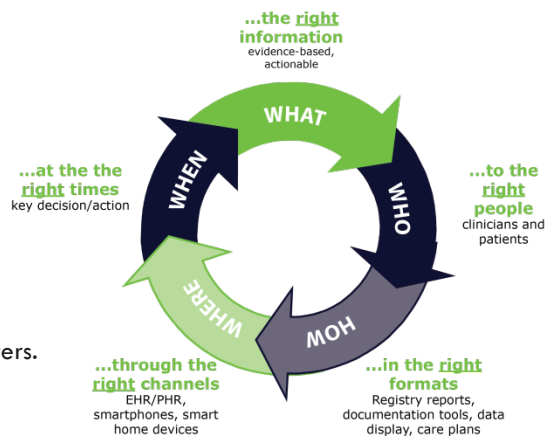 ...the right
information
evidence-based,
actionable
WHAT
...to the
right
people
clinicians and
patients
WHO
...in the right
formats
Registry reports,
documentation tools, data
display, care plans
HOW
...through the
right channels
EHR/PHR,
smartphones, smart
home devices
WHERE
...at the the
right times
key decision/action
WHEN